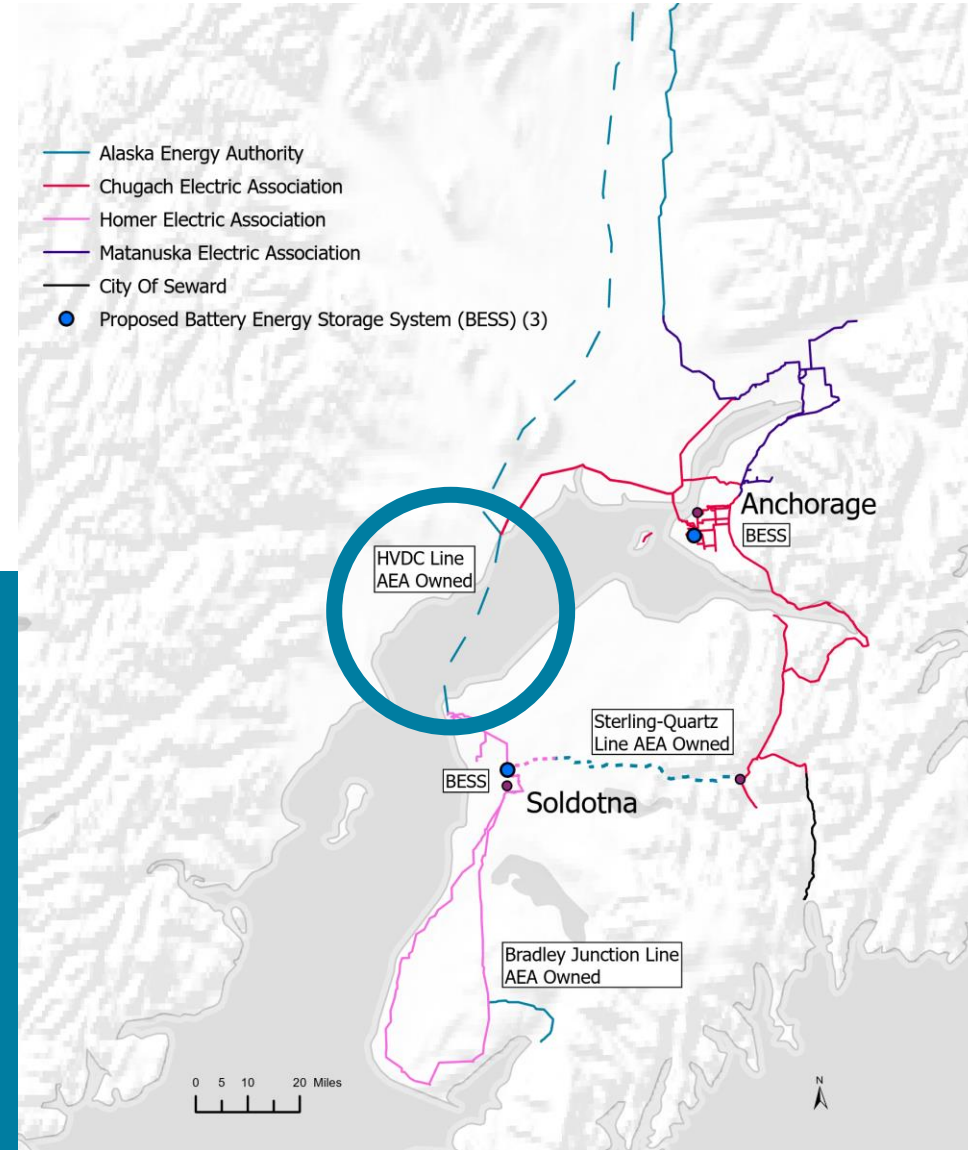 Alaska Energy Authority
Chugach Electric Association
Homer Electric Association
Matanuska Electric Association
City Of Seward
Proposed Battery Energy Storage System (BESS) (3)
Anchorage
BESS
HVDC Line
AEA Owned
Sterling-Quartz
Line AEA Owned
BESS
Soldotna
Bradley Junction Line
AEA Owned
0 5 10 20 Miles
N